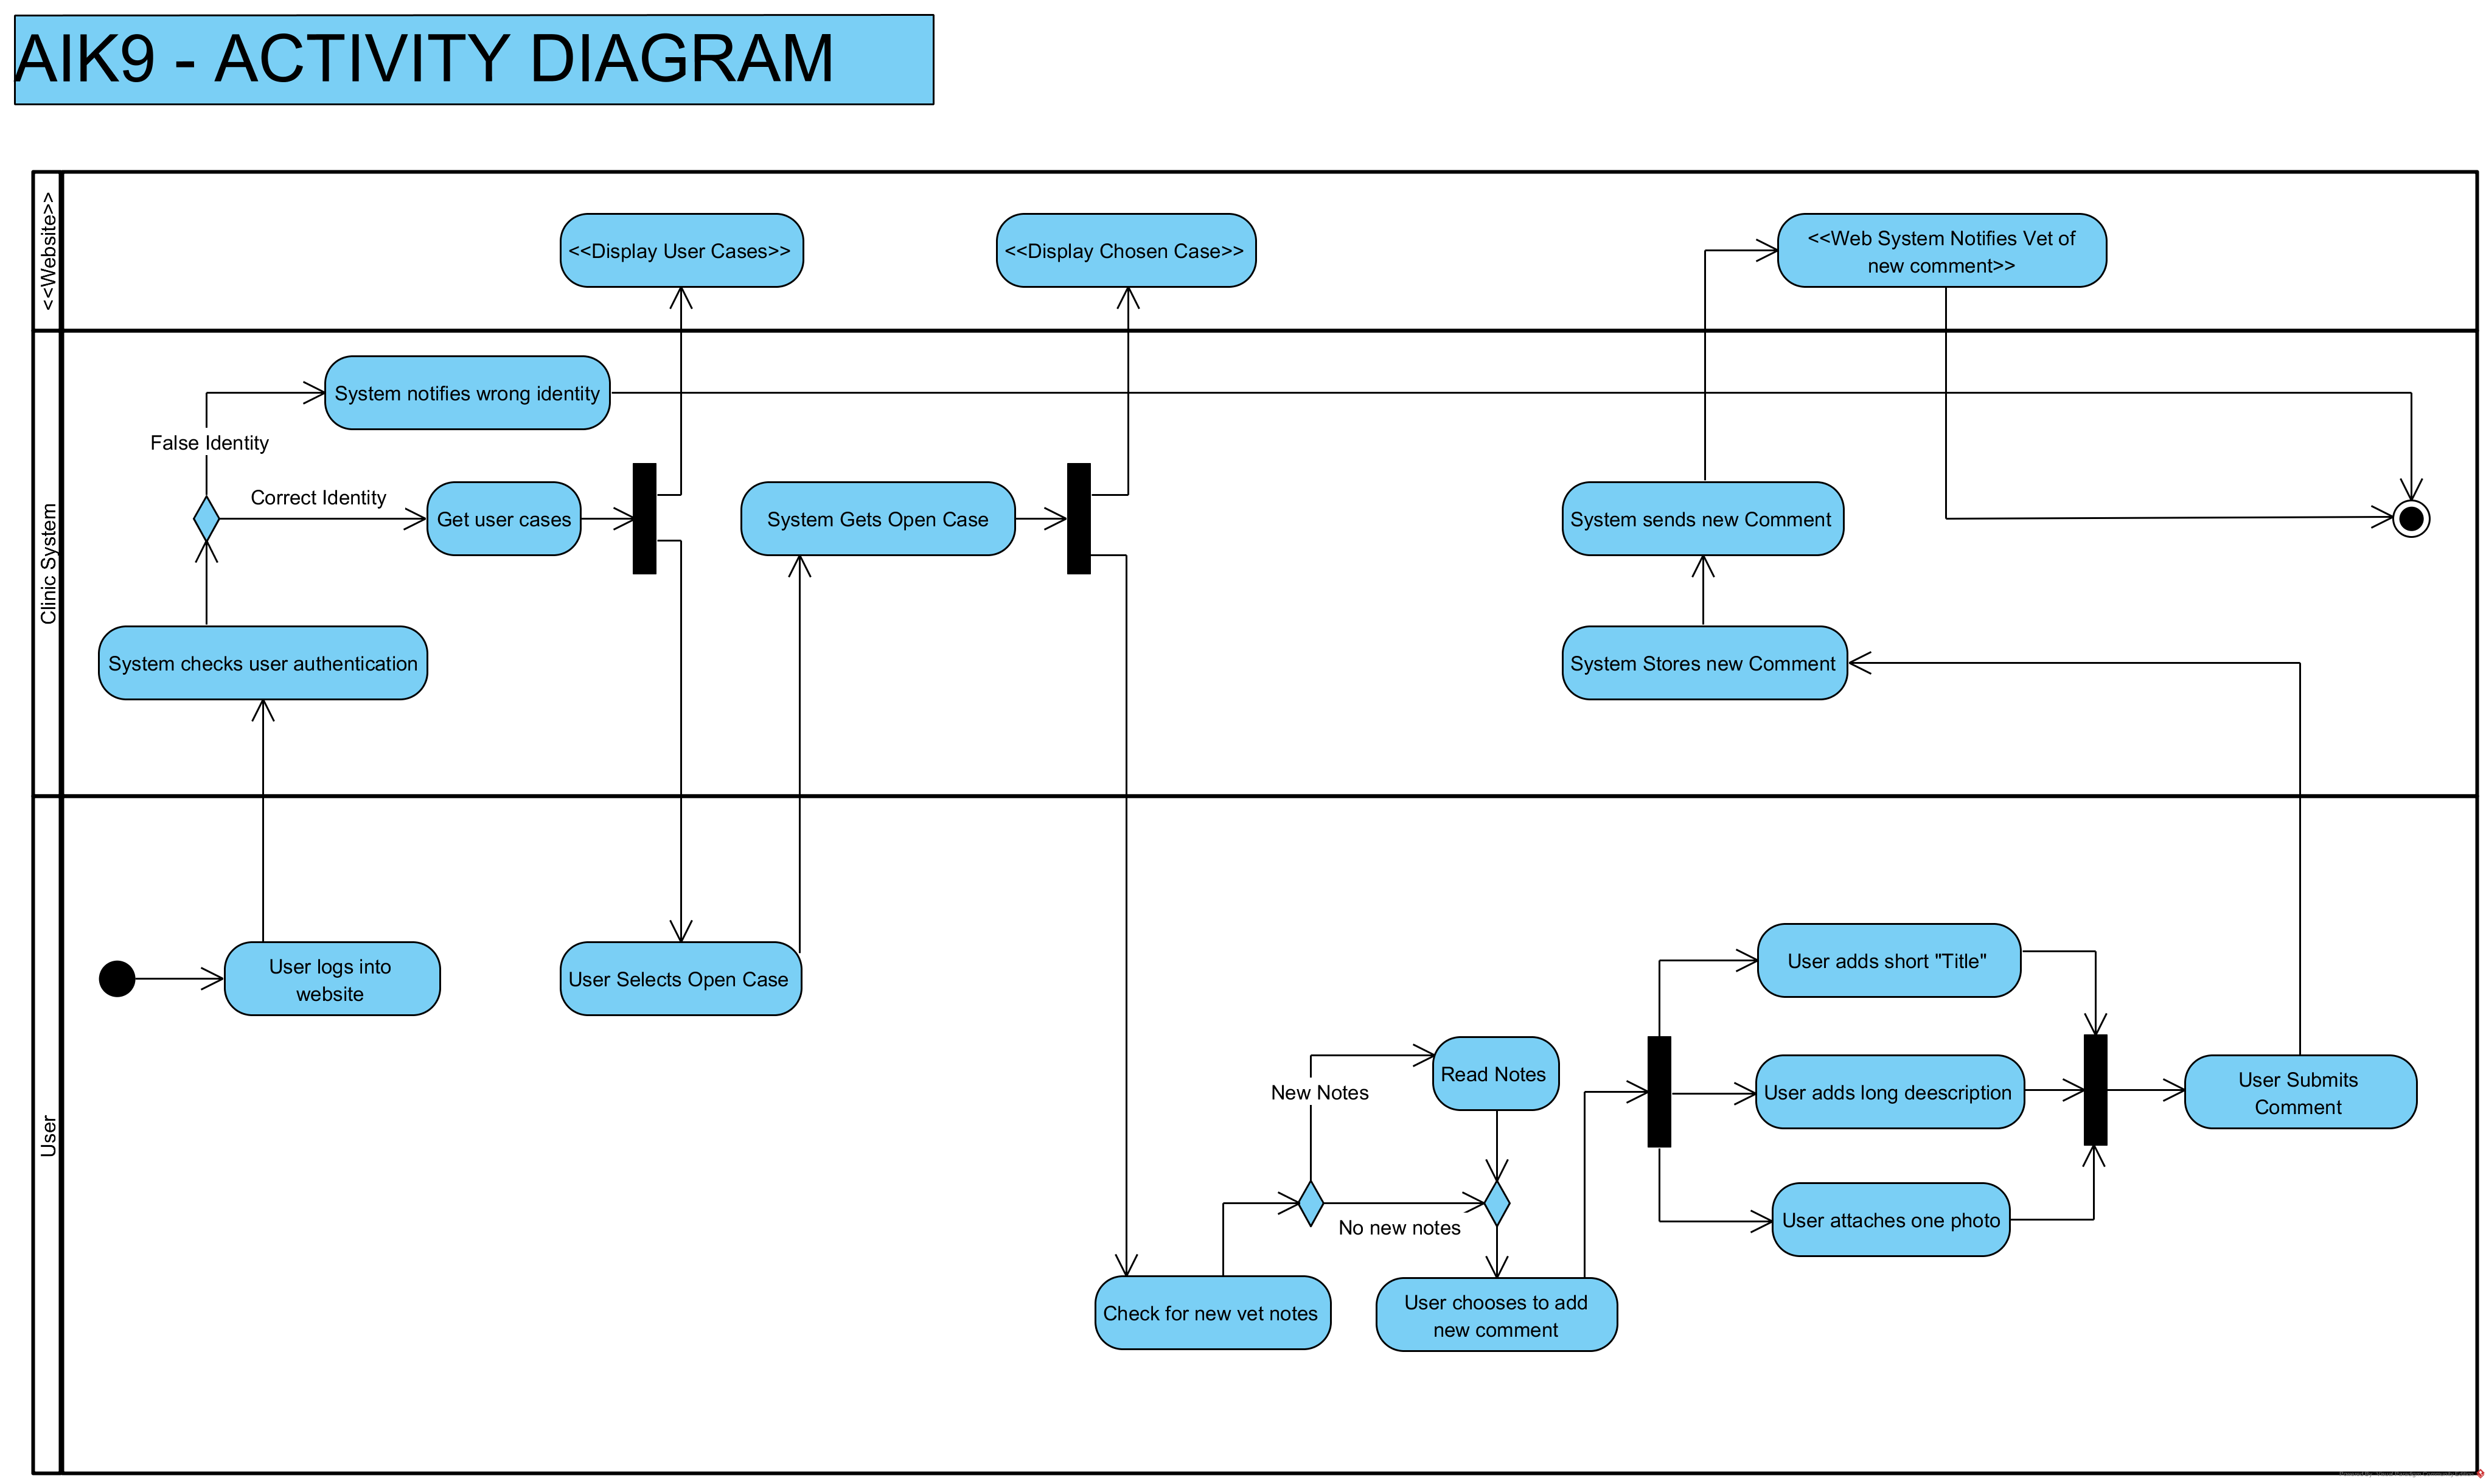 AIK9 - ACTIVITY DIAGRAM
<<Website>>
<<Display User Cases>>
<<Display Chosen Case>>
<<Web System Notifies Vet of
new comment>>
Clinic System
System notifies wrong identity
False Identity
Correct Identity
Get user cases
System Gets Open Case
System sends new Comment
System checks user authentication
System Stores new Comment
User
User logs into
website
User Selects Open Case
User adds short "Title"
Read Notes
New Notes
User adds long deescription
User Submits
Comment
No new notes
User attaches one photo
Check for new vet notes
User chooses to add
new comment